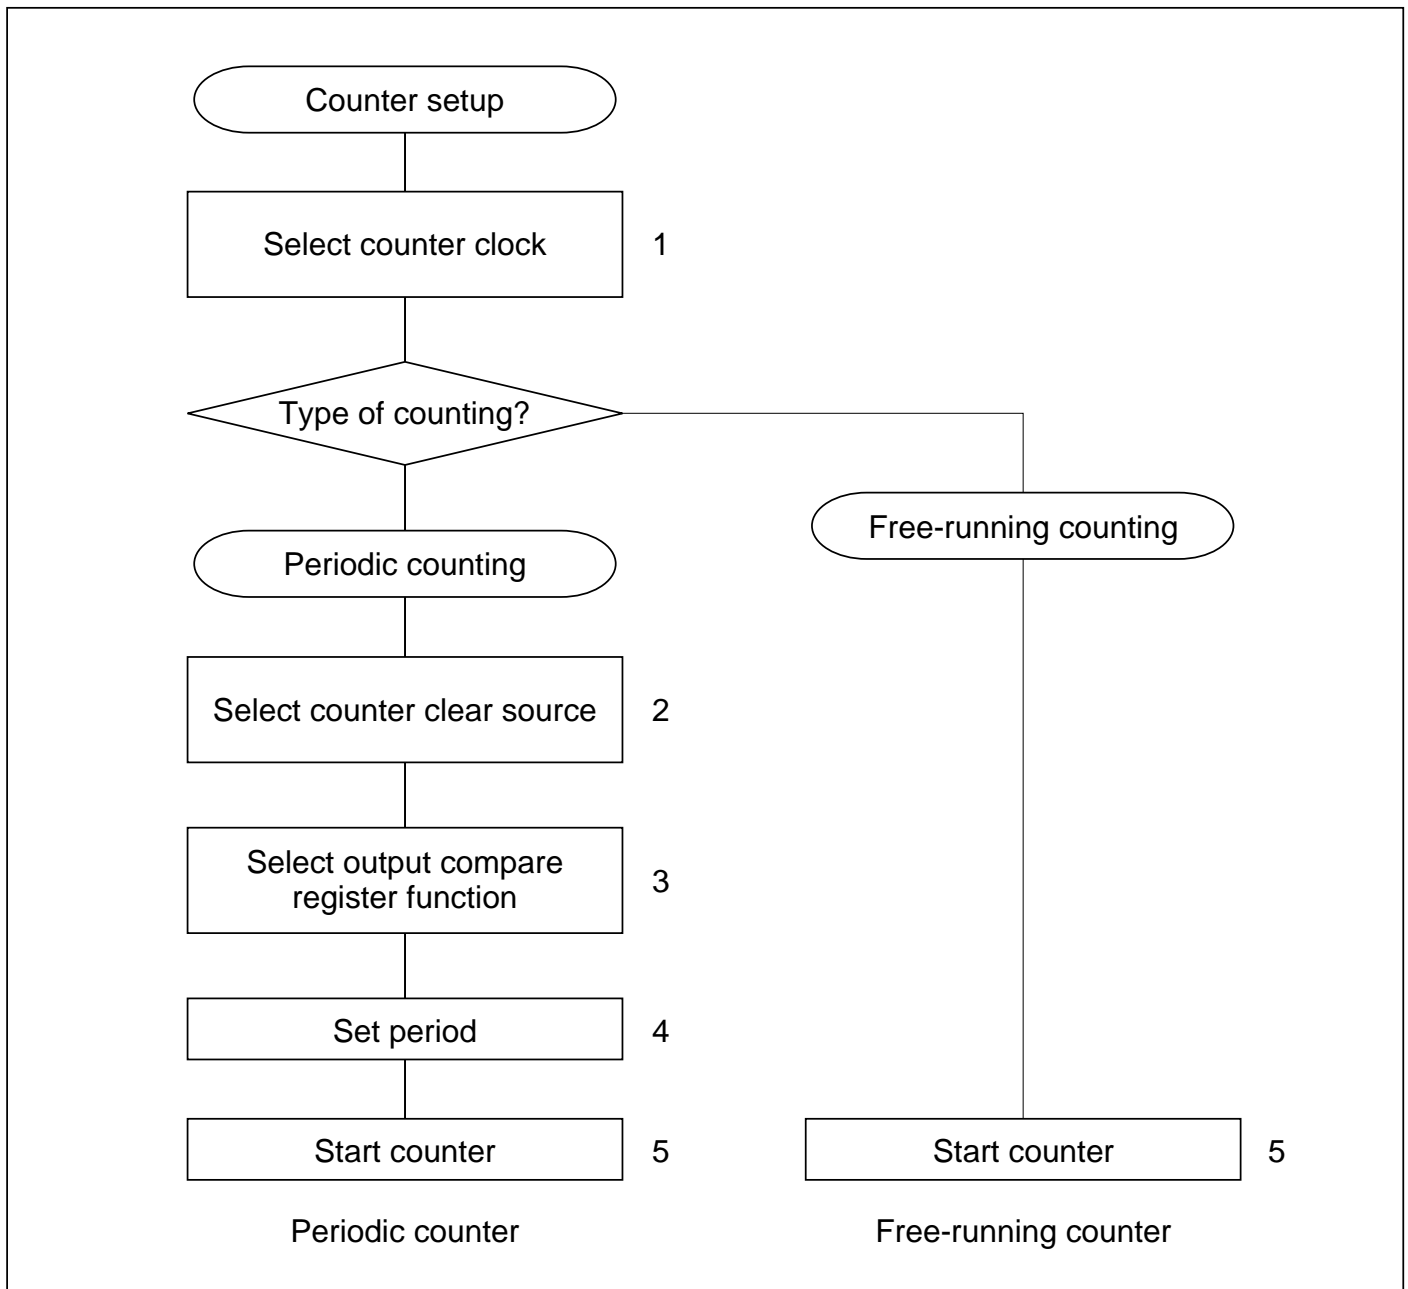 Counter setup
Select counter clock 1
Type of counting?
Free-running counting
Periodic counting
Select counter clear source 2
Select output compare
register function 3
Set period 4
Start counter 5
Start counter 5
Periodic counter
Free-running counter